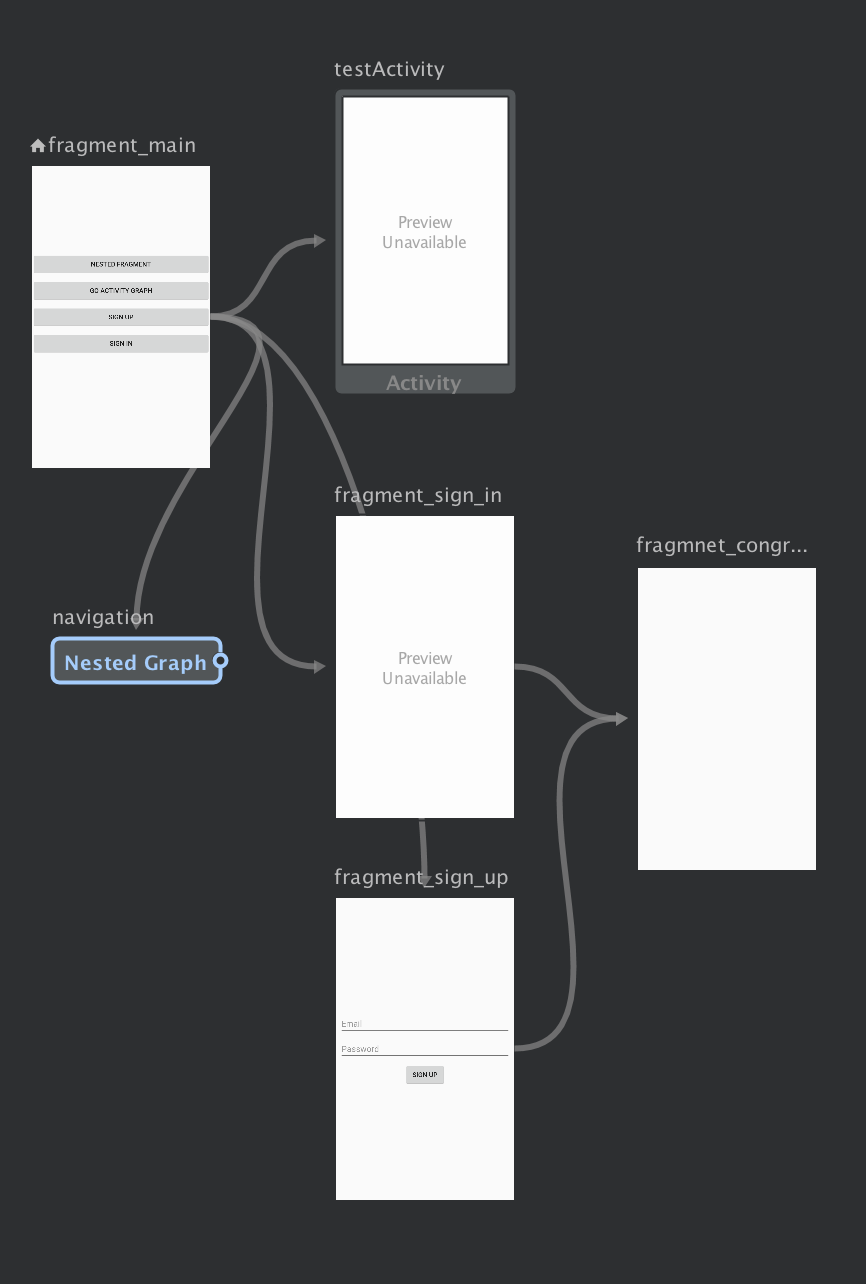 testActivity
Preview
Unavailable
Activity
fragment_main
NESTED FRAGMENT
GO ACTIVITY GRAPH
SIGN UP
SIGN IN
fragment_sign_in
Preview
Unavailable
fragmnet_congr...
navigation
Nested Graph
fragment_sign_up
Email
Password
SIGN UP